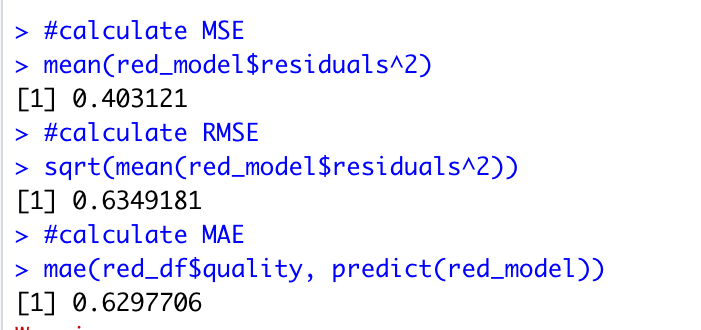 > #calculate MSE
> mean(red_model$residuals^2)
[1] 0.403121
> #calculate RMSE
> sqrt(mean(red_model$residuals^2))
[1] 0.6349181
> #calculate MAE
> mae(red_df$quality, predict(red_model))
[1] 0.6297706